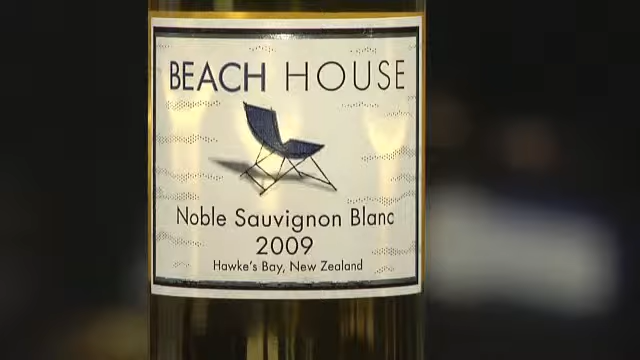 BEACH HOUSE
Noble Sauvignon Blanc
2009
Hawke's Bay, New Zealand